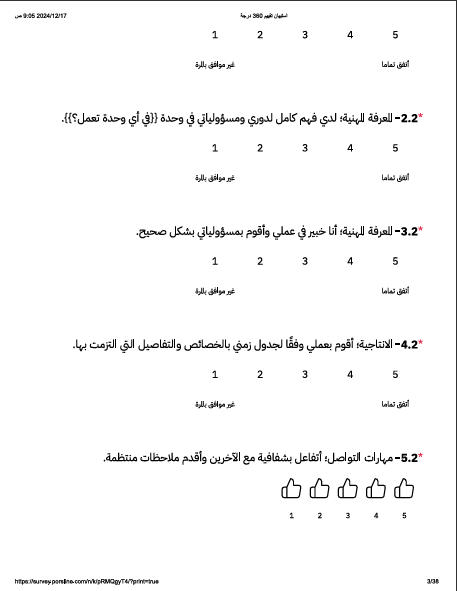 9:05 2024/12/17 ص
استبيان تقييم 360 درجة
5 4 3 2 1
أتفق تماما غير موافق بالمرة
*2.2– المعرفة المهنية؛ لدي فهم كامل لدوري ومسؤولياتي في وحدة {{في أي وحدة تعمل؟}}.
5 4 3 2 1
أتفق تماما غير موافق بالمرة
*3.2– المعرفة المهنية؛ أنا خبير في عملي وأقوم بمسؤولياتي بشكل صحيح.
5 4 3 2 1
أتفق تماما غير موافق بالمرة
*4.2– الانتاجية؛ أقوم بعملي وفقًا لجدول زمني بالخصائص والتفاصيل التي التزمت بها.
5 4 3 2 1
أتفق تماما غير موافق بالمرة
*5.2– مهارات التواصل؛ أتفاعل بشفافية مع الآخرين وأقدم ملاحظات منتظمة.
5 4 3 2 1
https://survey.porsline.com/n/k/pRMQgyT4/?print=true
3/38